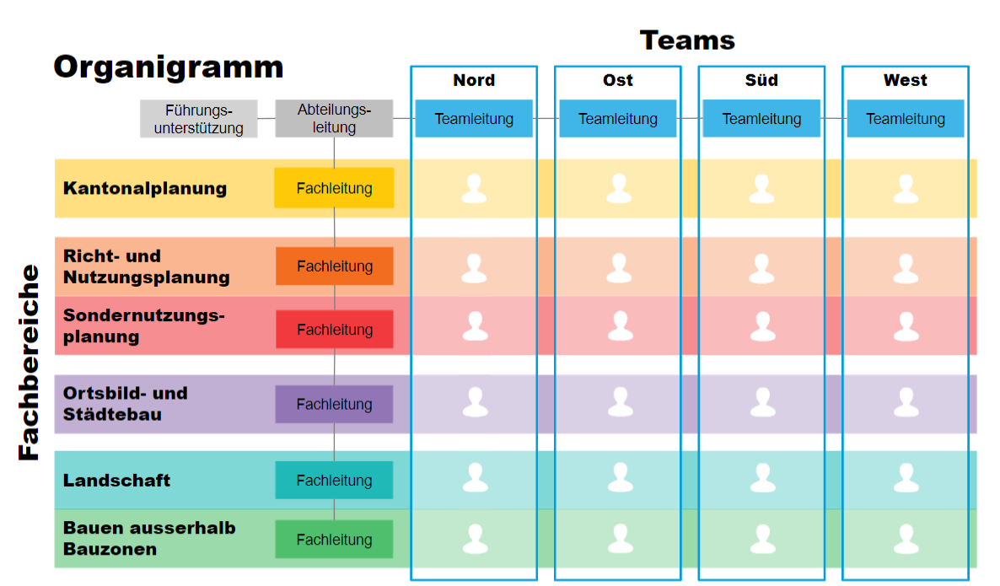 Teams
Organigramm
Nord
Ost
Süd
West
Führungs-
unterstützung
Abteilungs-
leitung
Teamleitung
Teamleitung
Teamleitung
Teamleitung
Fachbereiche
Kantonalplanung
Fachleitung
Richt- und
Nutzungsplanung
Fachleitung
Sondernutzungs-
planung
Fachleitung
Ortsbild- und
Städtebau
Fachleitung
Landschaft
Fachleitung
Bauen ausserhalb
Bauzonen
Fachleitung